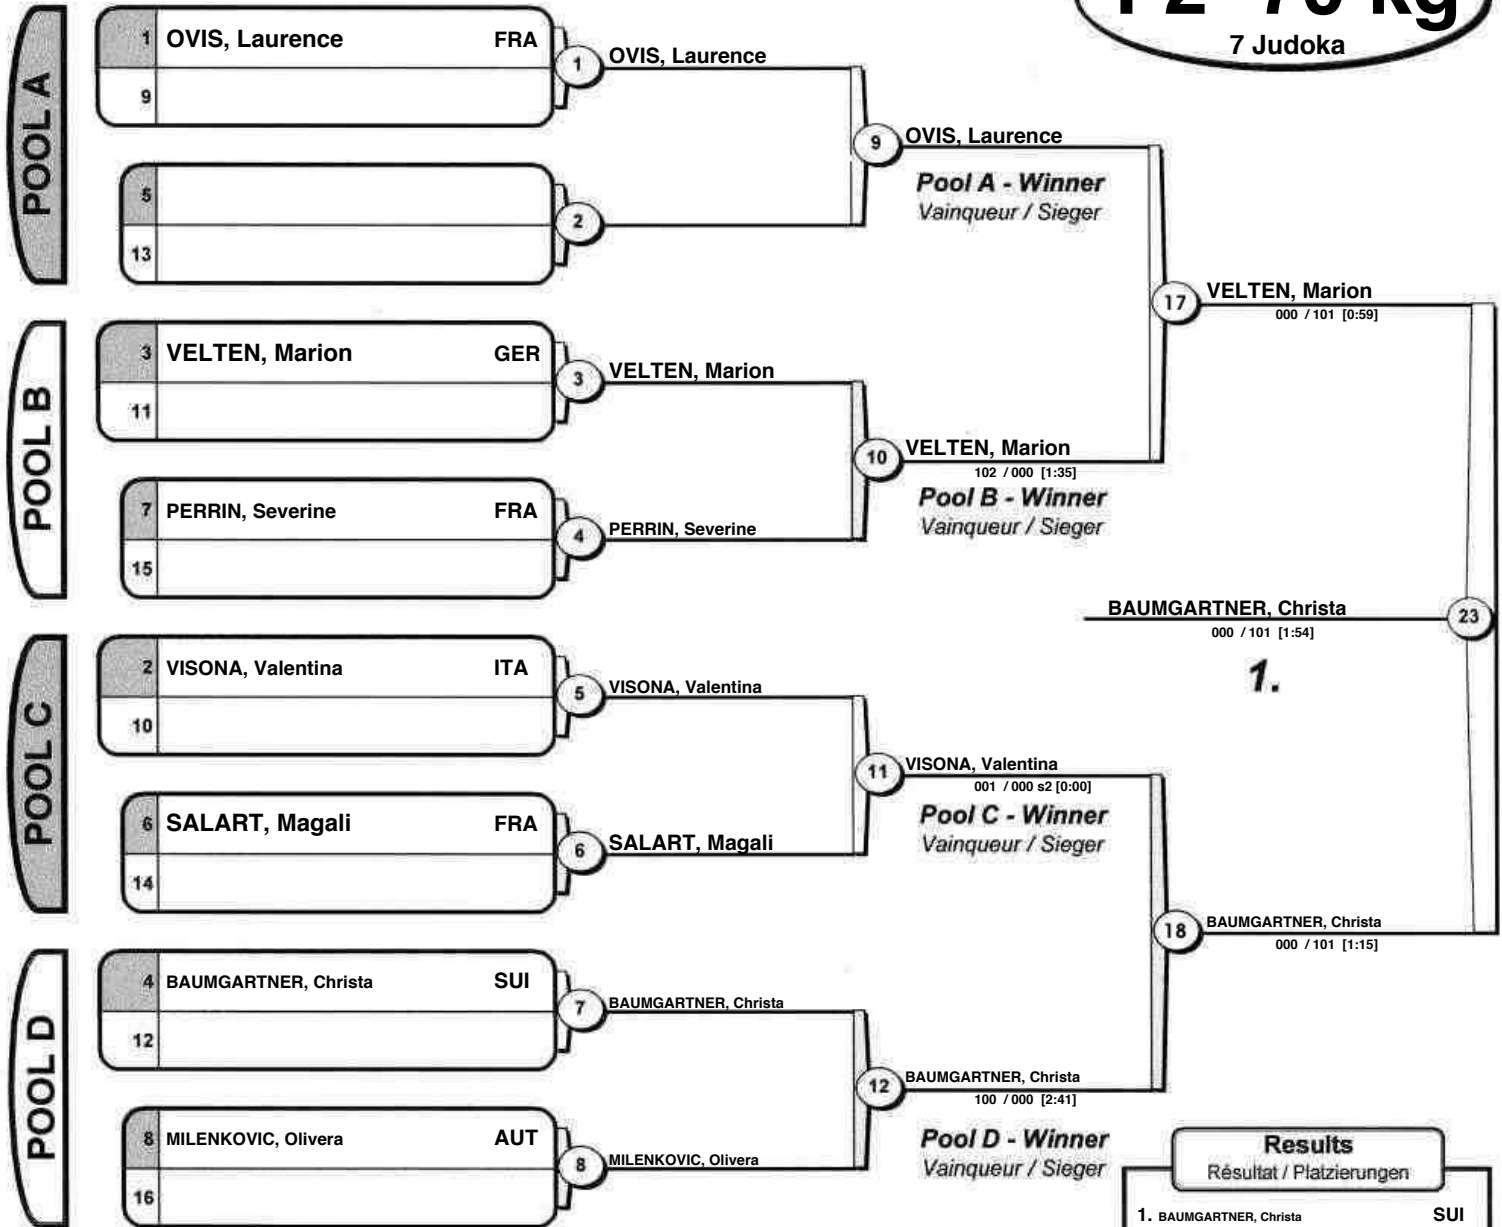 7 Judoka
POOL A
1 OVIS, Laurence FRA
9
1 OVIS, Laurence
5
13
2
9 OVIS, Laurence
Pool A - Winner
Vainqueur / Sieger
POOL B
3 VELTEN, Marion GER
11
3 VELTEN, Marion
7 PERRIN, Severine FRA
15
4 PERRIN, Severine
10 VELTEN, Marion
102 / 000 [1:35]
Pool B - Winner
Vainqueur / Sieger
17 VELTEN, Marion
000 / 101 [0:59]
BAUMGARTNER, Christa 23
000 / 101 [1:54]
1.
POOL C
2 VISONA, Valentina ITA
10
5 VISONA, Valentina
6 SALART, Magali FRA
14
6 SALART, Magali
11 VISONA, Valentina
001 / 000 s2 [0:00]
Pool C - Winner
Vainqueur / Sieger
18 BAUMGARTNER, Christa
000 / 101 [1:15]
POOL D
4 BAUMGARTNER, Christa SUI
12
7 BAUMGARTNER, Christa
8 MILENKOVIC, Olivera AUT
16
8 MILENKOVIC, Olivera
12 BAUMGARTNER, Christa
100 / 000 [2:41]
Pool D - Winner
Vainqueur / Sieger
Results
Résultat / Platzierungen
1. BAUMGARTNER, Christa SUI